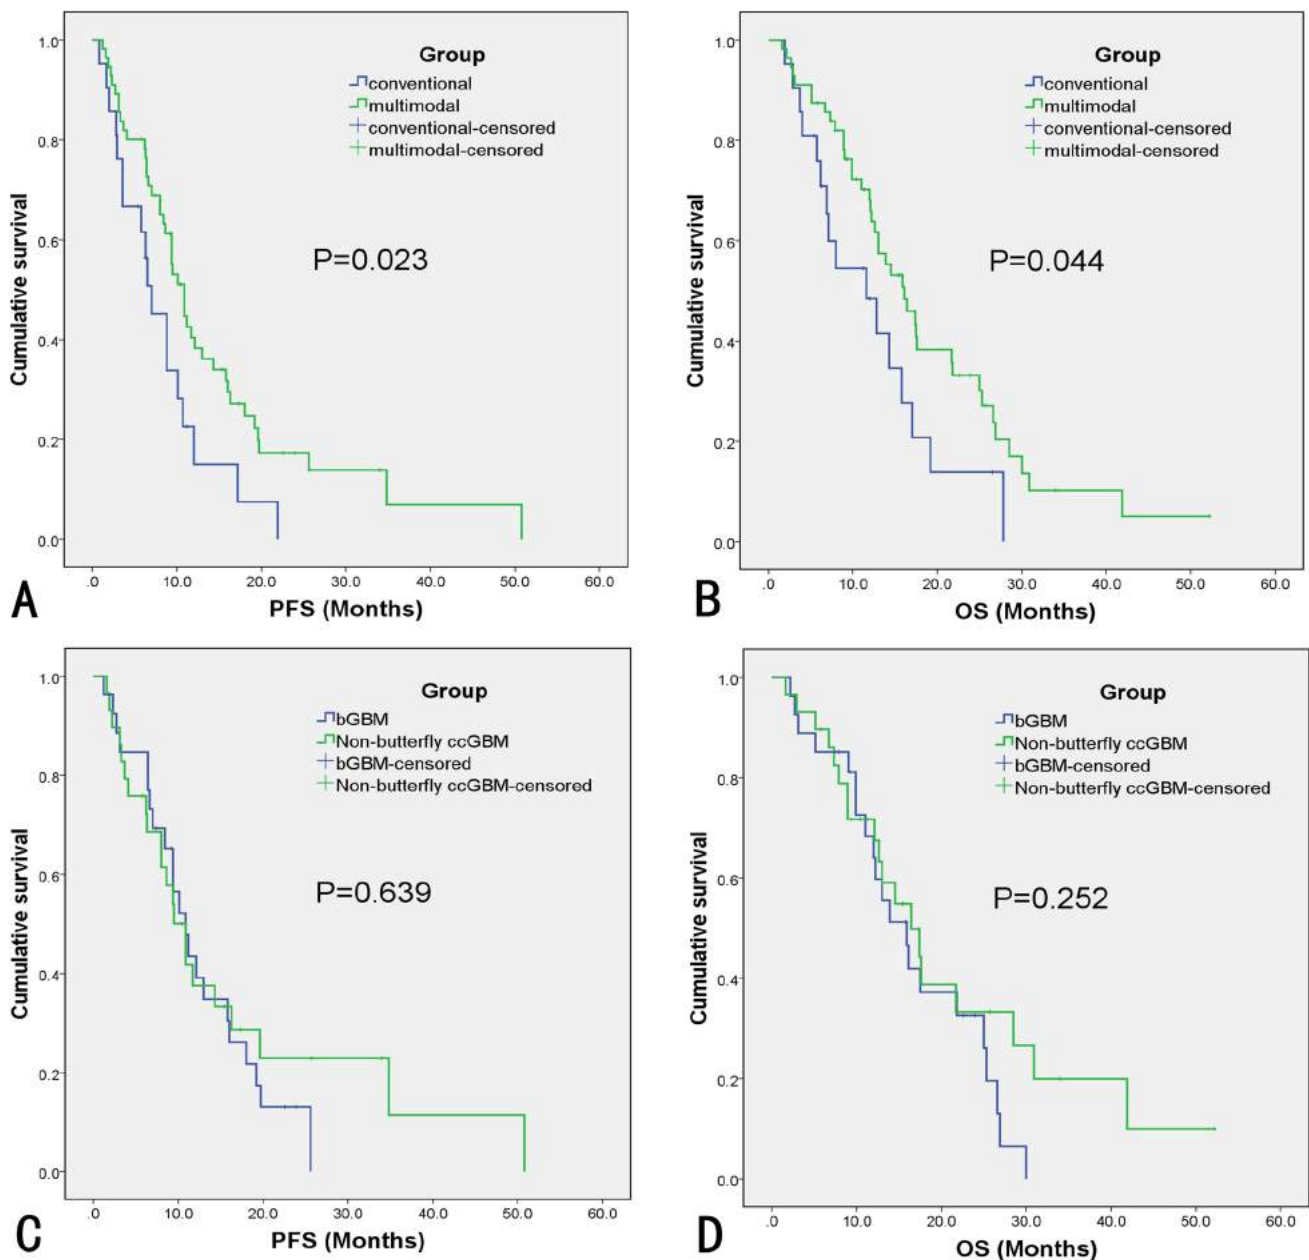 Group
conventional
multimodal
conventional-censored
multimodal-censored
P=0.023
Cumulative survival
1.0
0.8
0.6
0.4
0.2
0.0
.0 10.0 20.0 30.0 40.0 50.0 60.0
PFS (Months)
A
Group
conventional
multimodal
conventional-censored
multimodal-censored
P=0.044
Cumulative survival
1.0
0.8
0.6
0.4
0.2
0.0
.0 10.0 20.0 30.0 40.0 50.0 60.0
OS (Months)
B
Group
bGBM
Non-butterfly ccGBM
bGBM-censored
Non-butterfly ccGBM-censored
P=0.639
Cumulative survival
1.0
0.8
0.6
0.4
0.2
0.0
.0 10.0 20.0 30.0 40.0 50.0 60.0
PFS (Months)
C
Group
bGBM
Non-butterfly ccGBM
bGBM-censored
Non-butterfly ccGBM-censored
P=0.252
Cumulative survival
1.0
0.8
0.6
0.4
0.2
0.0
.0 10.0 20.0 30.0 40.0 50.0 60.0
OS (Months)
D